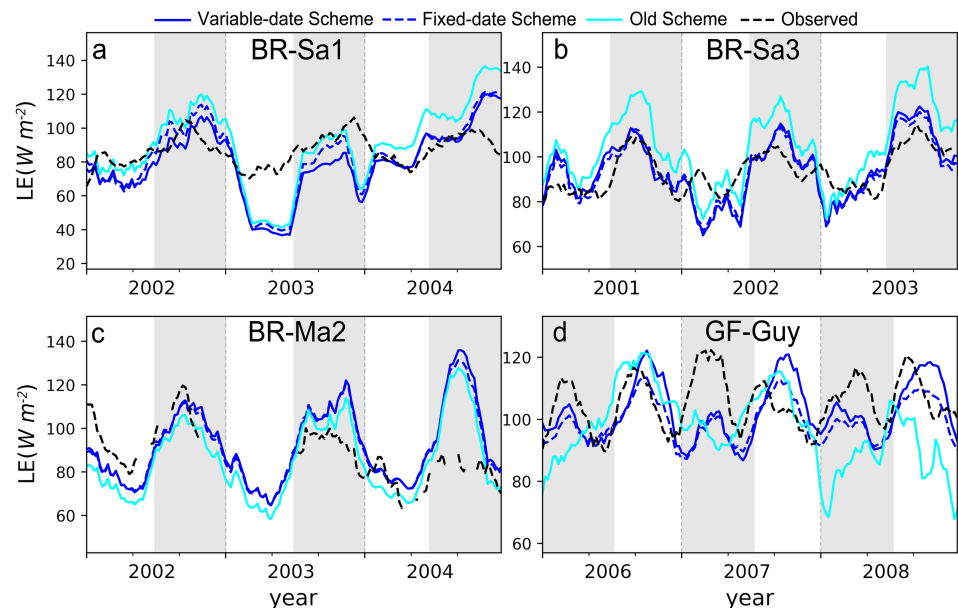 Variable-date Scheme Fixed-date Scheme Old Scheme Observed
a BR-Sa1
140
120
100
80
60
40
20
LE(W m⁻²)
2002 2003 2004
b BR-Sa3
140
120
100
80
60
2001 2002 2003
c BR-Ma2
140
120
100
80
60
LE(W m⁻²)
2002 2003 2004
year
d GF-Guy
120
100
80
60
2006 2007 2008
year